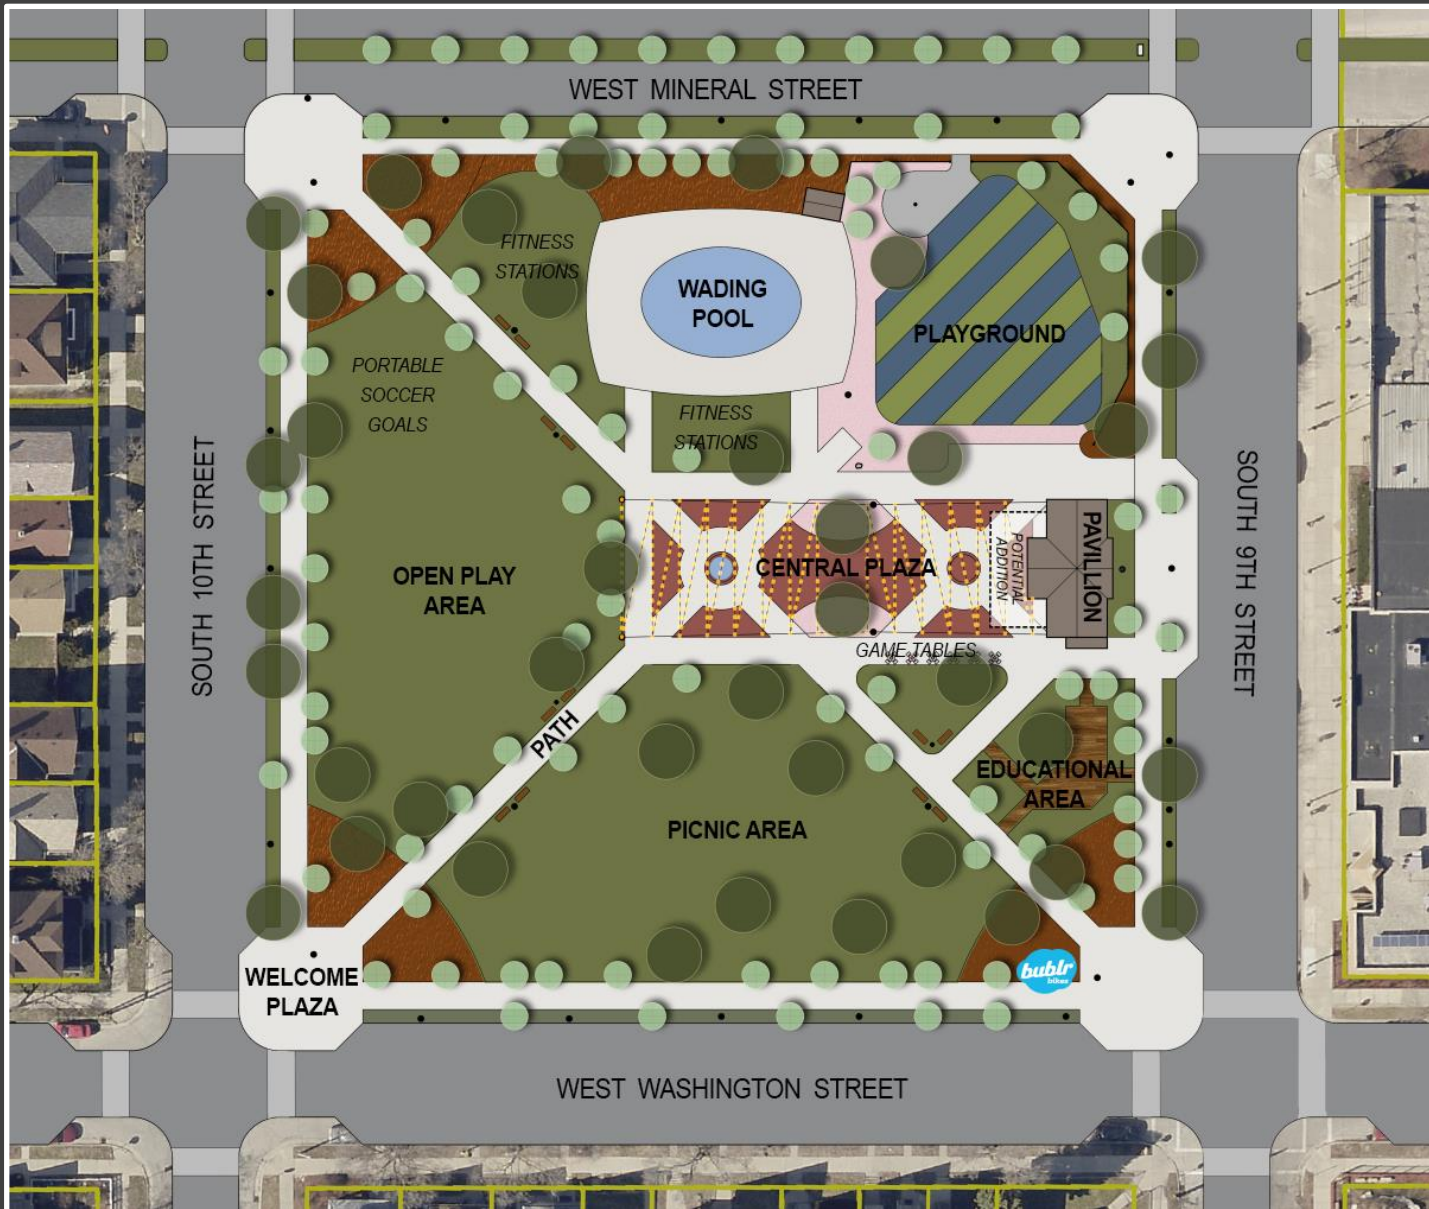 WEST MINERAL STREET
FITNESS
STATIONS
WADING
POOL
PLAYGROUND
PORTABLE
SOCCER
GOALS
FITNESS
STATIONS
SOUTH 10TH STREET
SOUTH 9TH STREET
OPEN PLAY
AREA
CENTRAL PLAZA
POTENTIAL
ADDITION
PAVILLION
GAME TABLES
PATH
EDUCATIONAL
AREA
PICNIC AREA
WELCOME
PLAZA
bublr
bikes
WEST WASHINGTON STREET